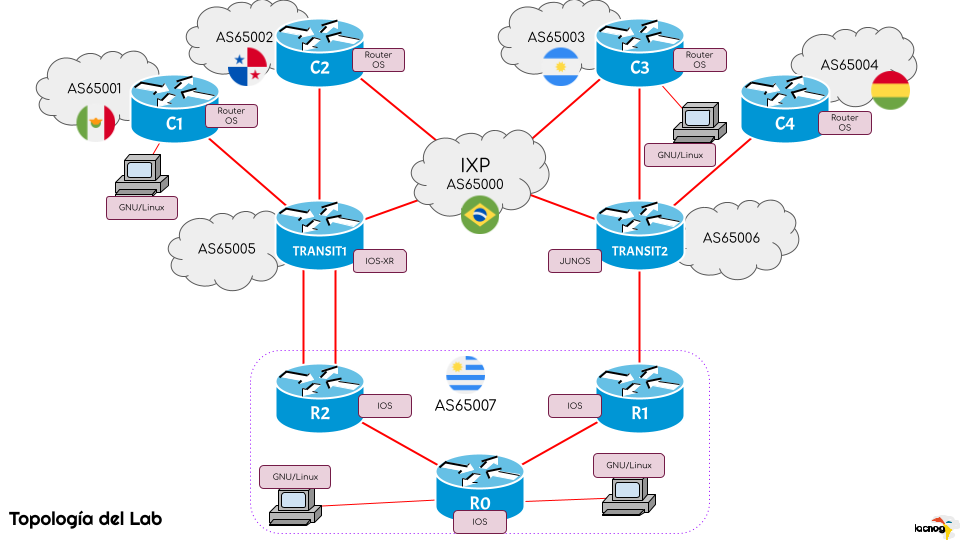 AS65002
C2
Router
OS
AS65003
C3
Router
OS
AS65001
C1
Router
OS
AS65004
C4
Router
OS
GNU/Linux
GNU/Linux
IXP
AS65000
AS65005
TRANSIT1
IOS-XR
JUNOS
TRANSIT2
AS65006
R2
IOS
AS65007
IOS
R1
GNU/Linux
GNU/Linux
R0
IOS
Topología del Lab
lacnog